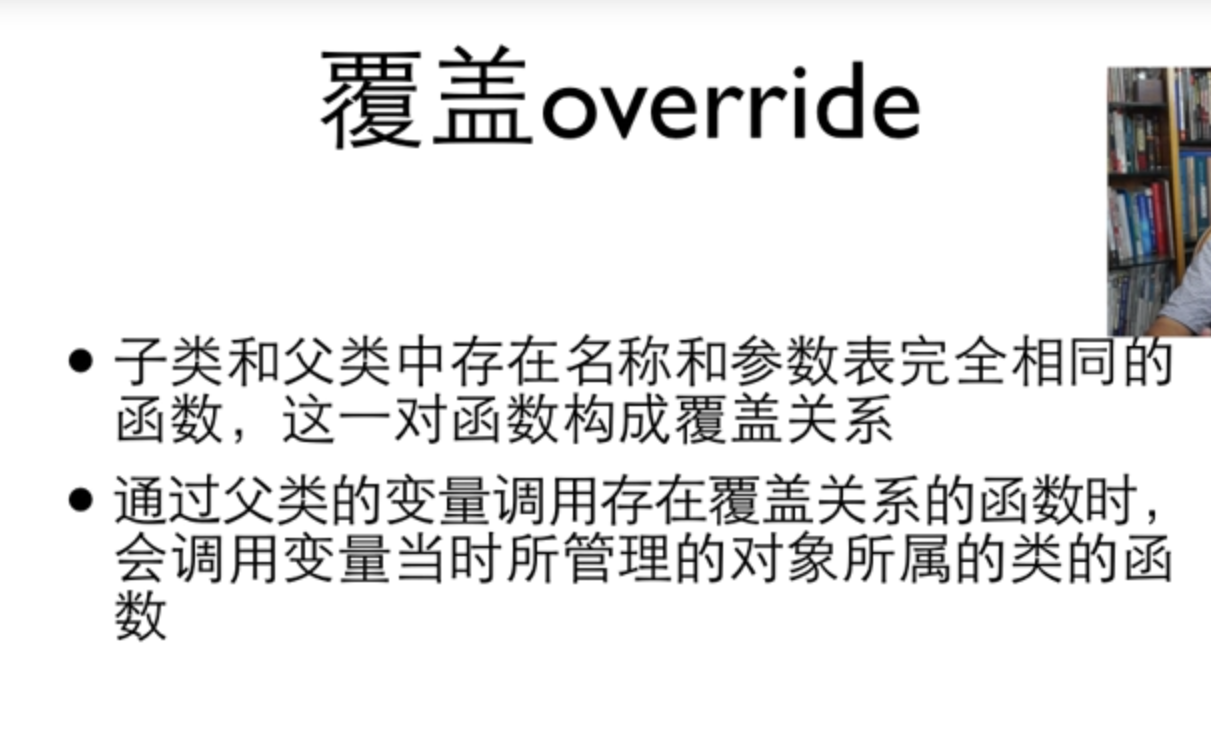 覆盖override
• 子类和父类中存在名称和参数表完全相同的
函数，这一对函数构成覆盖关系
• 通过父类的变量调用存在覆盖关系的函数时，
会调用变量当时所管理的对象所属的类的函
数